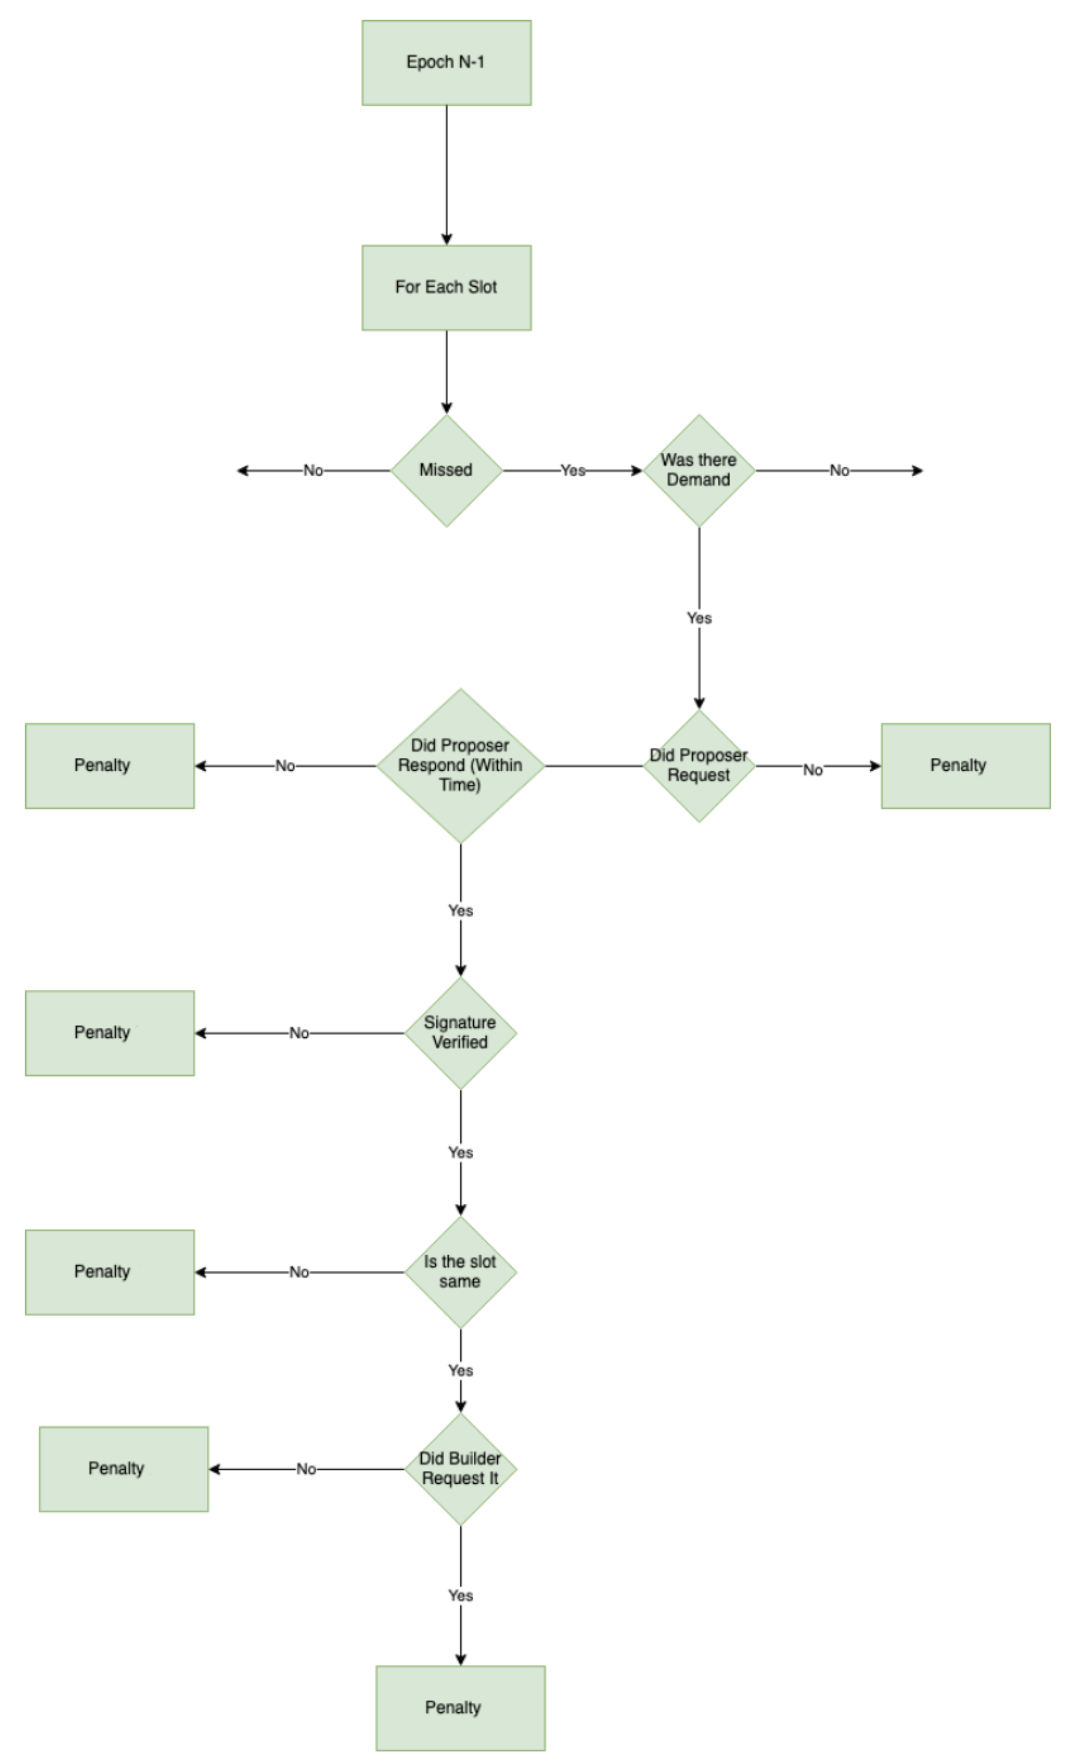 Epoch N-1
For Each Slot
No
Missed
Yes
Was there
Demand
No
Yes
Penalty
No
Did Proposer
Respond (Within
Time)
Did Proposer
Request
No
Penalty
Yes
Penalty
No
Signature
Verified
Yes
Penalty
No
Is the slot
same
Yes
Penalty
No
Did Builder
Request It
Yes
Penalty